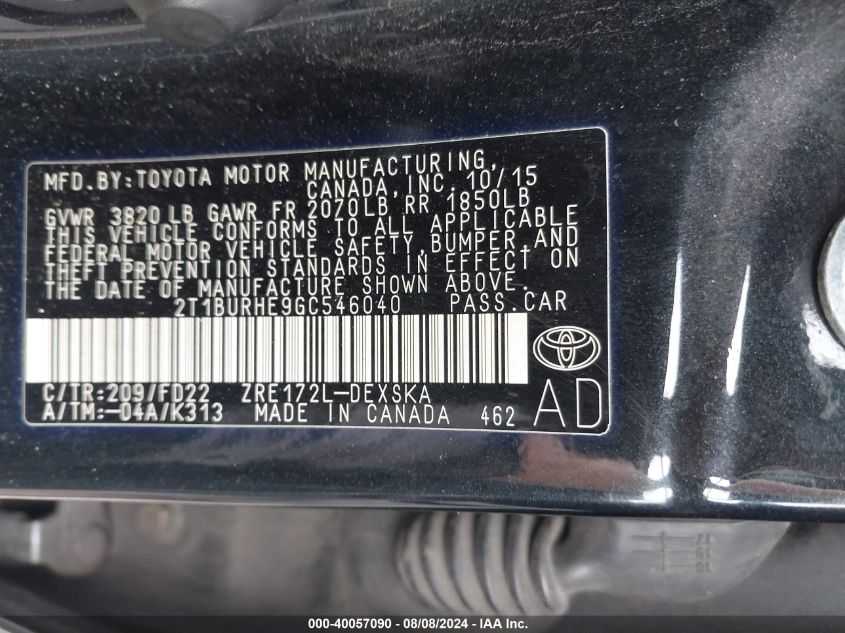 MFD.BY:TOYOTA MOTOR MANUFACTURING,
CANADA, INC. 10/15
GVWR 3820 LB GAWR FR 2070LB, RR 1850LB
THIS VEHICLE CONFORMS TO ALL APPLICABLE
FEDERAL MOTOR VEHICLE SAFETY, BUMPER, AND
THEFT PREVENTION STANDARDS IN EFFECT ON
THE DATE OF MANUFACTURE SHOWN ABOVE.
2T1BURHE9GC546040 PASS.CAR
C/TR:209/FD22 ZRE172L-DEXSKA
A/TM:-04A/K313 MADE IN CANADA 462
AD
000-40057090 - 08/08/2024 - IAA Inc.